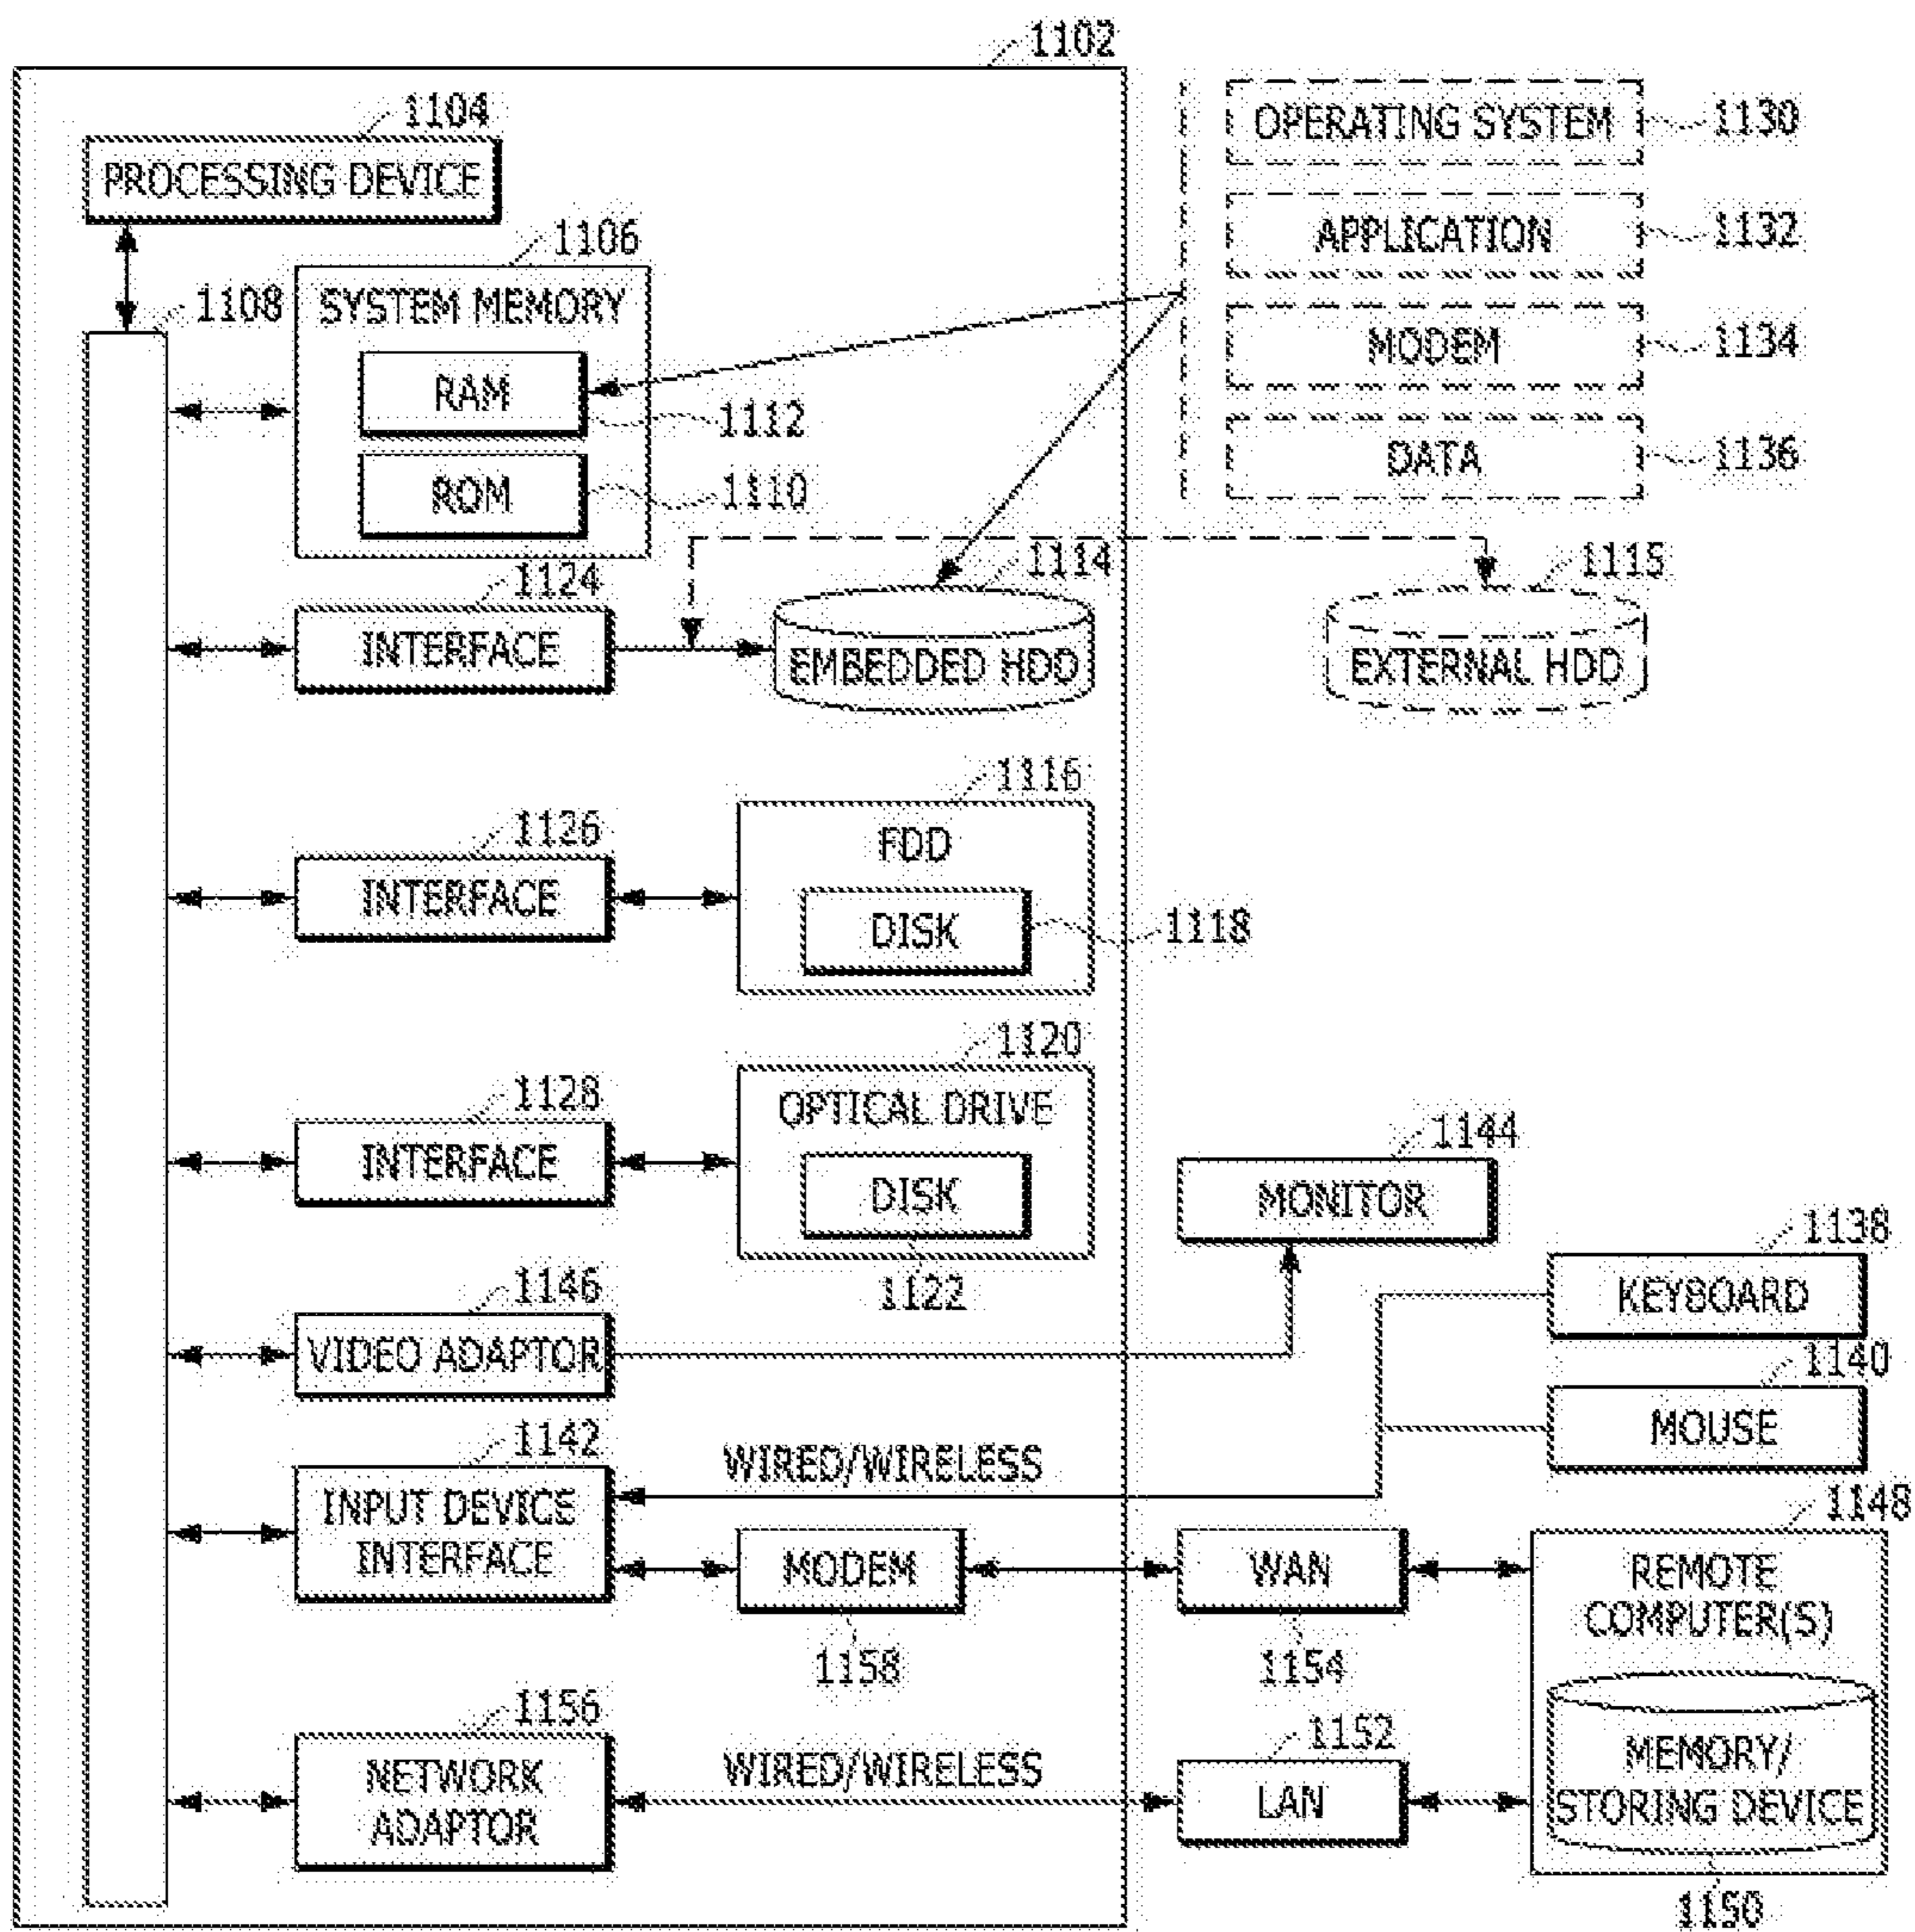 1102
1104
PROCESSING DEVICE
OPERATING SYSTEM
1130
APPLICATION
1132
MODEM
1134
DATA
1136
1106
1108
SYSTEM MEMORY
RAM
1112
ROM
1110
1124
INTERFACE
1114
EMBEDDED HDD
1115
EXTERNAL HDD
1116
FDD
1126
INTERFACE
DISK
1118
1120
OPTICAL DRIVE
1128
INTERFACE
DISK
1122
1144
MONITOR
1138
KEYBOARD
1146
VIDEO ADAPTOR
1140
MOUSE
1142
INPUT DEVICE
INTERFACE
WIRED/WIRELESS
MODEM
1158
WAN
1154
1148
REMOTE
COMPUTER(S)
MEMORY/
STORING DEVICE
1150
1156
NETWORK
ADAPTOR
WIRED/WIRELESS
1152
LAN